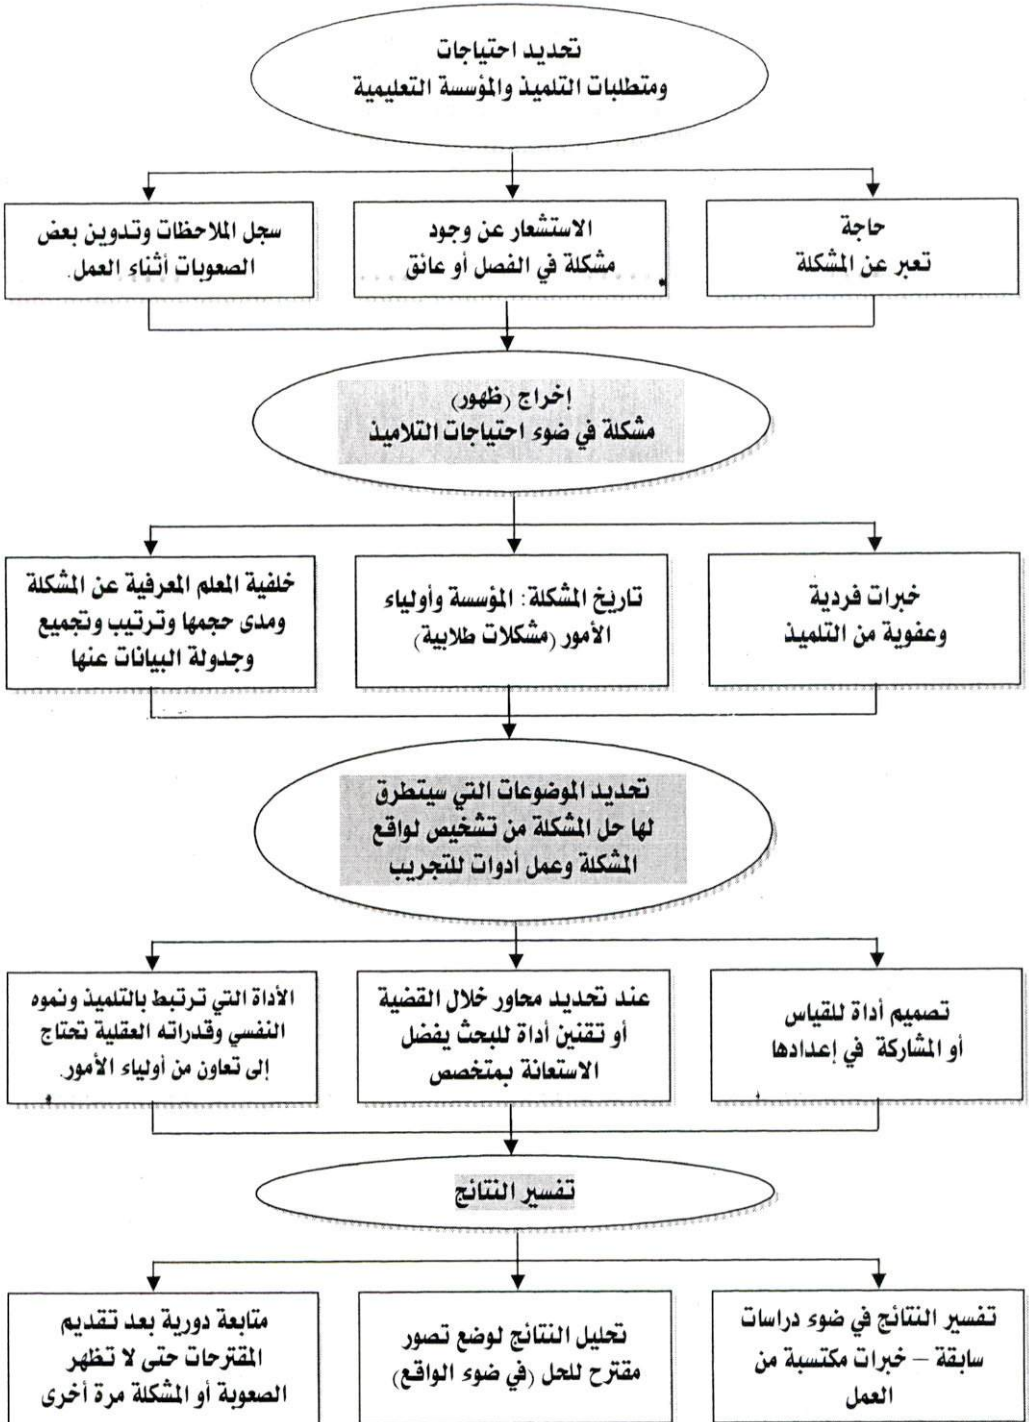 تحديد احتياجات
ومتطلبات التلميذ والمؤسسة التعليمية
حاجة
تعبر عن المشكلة
الاستشعار عن وجود
مشكلة في الفصل أو عائق
سجل الملاحظات وتدوين بعض
الصعوبات أثناء العمل.
إخراج (ظهور)
مشكلة في ضوء احتياجات التلاميذ
خبرات فردية
وعفوية من التلميذ
تاريخ المشكلة: المؤسسة وأولياء
الأمور (مشكلات طلابية)
خلفية المعلم المعرفية عن المشكلة
ومدى حجمها وترتيب وتجميع
وجدولة البيانات عنها
تحديد الموضوعات التي سيتطرق
لها حل المشكلة من تشخيص لواقع
المشكلة وعمل أدوات للتجريب
تصميم أداة للقياس
أو المشاركة في إعدادها
عند تحديد محاور خلال القضية
أو تقنين أداة للبحث يفضل
الاستعانة بمتخصص
الأداة التي ترتبط بالتلميذ ونموه
النفسي وقدراته العقلية تحتاج
إلى تعاون من أولياء الأمور.
تفسير النتائج
تفسير النتائج في ضوء دراسات
سابقة – خبرات مكتسبة من
العمل
تحليل النتائج لوضع تصور
مقترح للحل (في ضوء الواقع)
متابعة دورية بعد تقديم
المقترحات حتى لا تظهر
الصعوبة أو المشكلة مرة أخرى